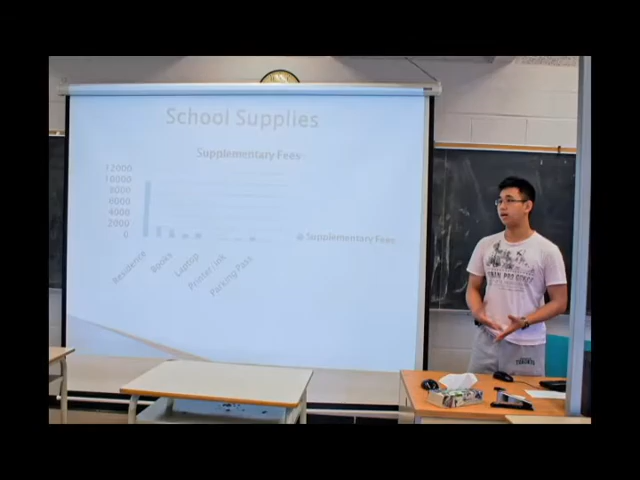 School Supplies
Supplementary Fees
12000
10000
8000
6000
4000
2000
0
Residence
Books
Laptop
Printer/ ink
Parking Pass
Supplementary Fees